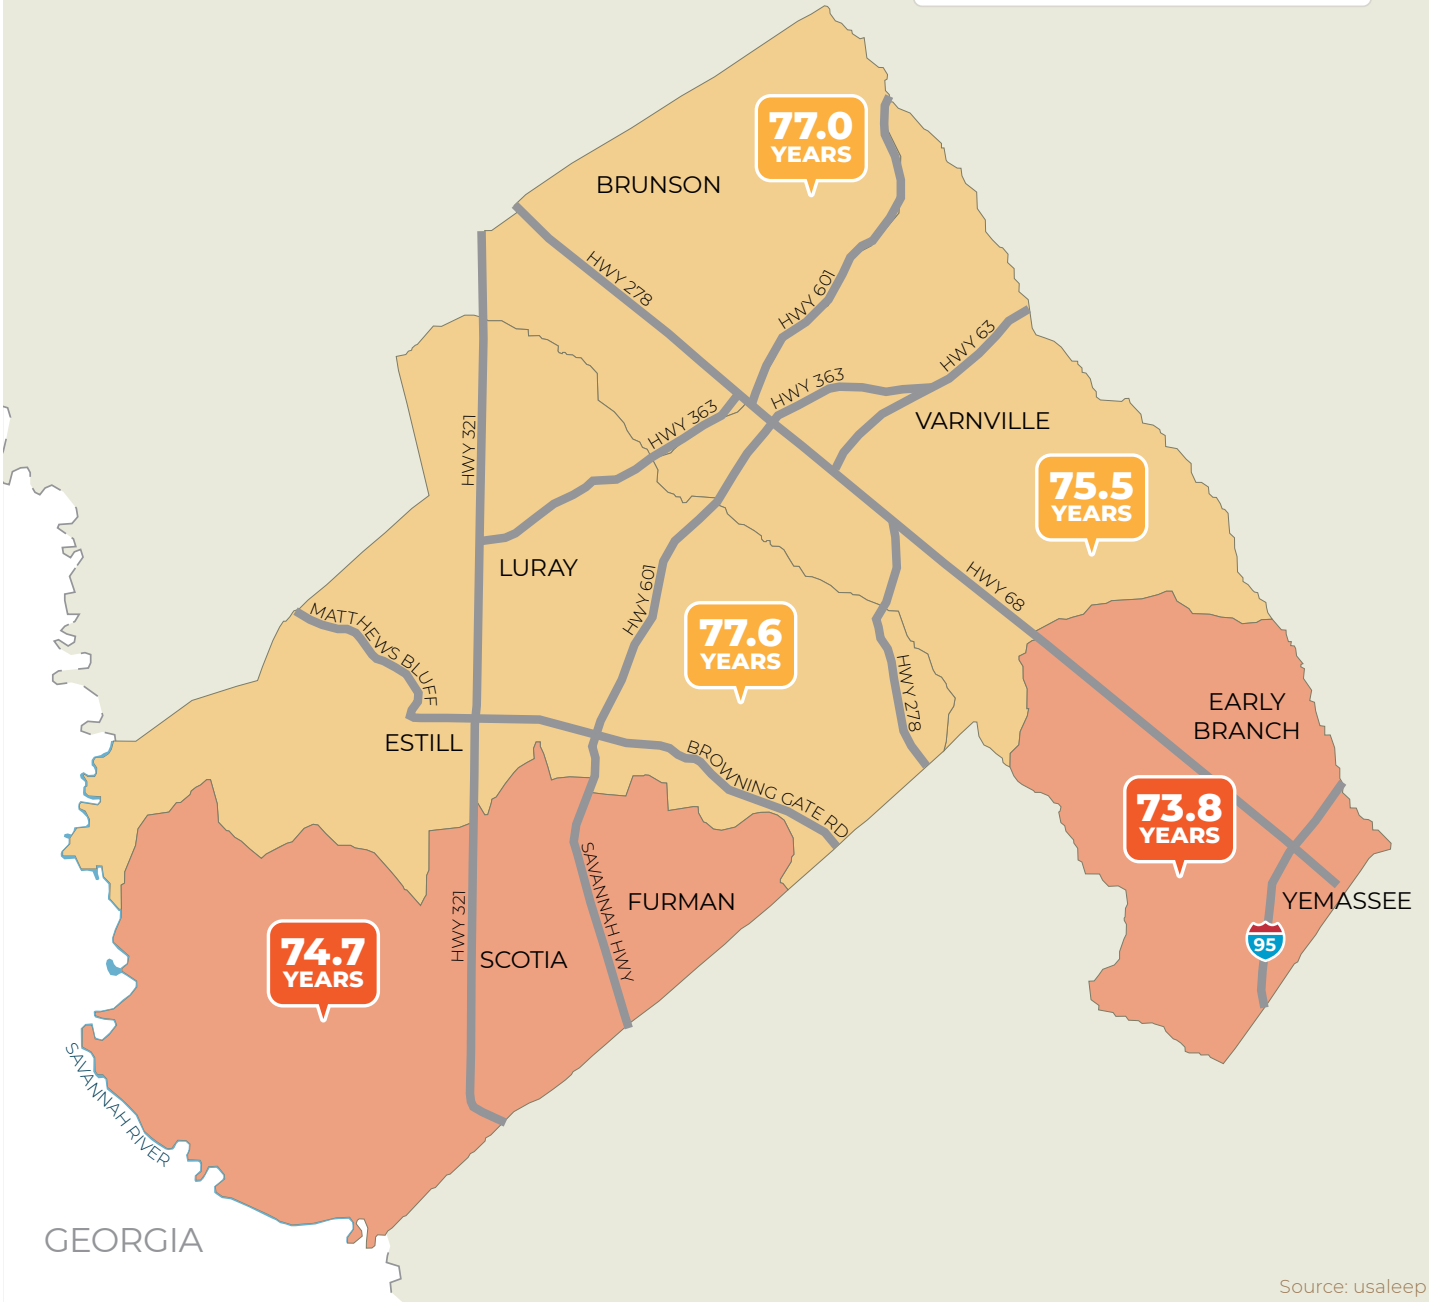 77.0
YEARS
BRUNSON
HWY 278
HWY 601
HWY 63
HWY 363
HWY 363
HWY 321
VARNVILLE
75.5
YEARS
LURAY
HWY 601
HWY 68
MATTHEWS BLUFF
77.6
YEARS
HWY 278
EARLY
BRANCH
ESTILL
BROWNING GATE RD
73.8
YEARS
SAVANNAH HWY
FURMAN
YEMASSEE
HWY 321
74.7
YEARS
SCOTIA
95
SAVANNAH RIVER
GEORGIA
Source: usaleep